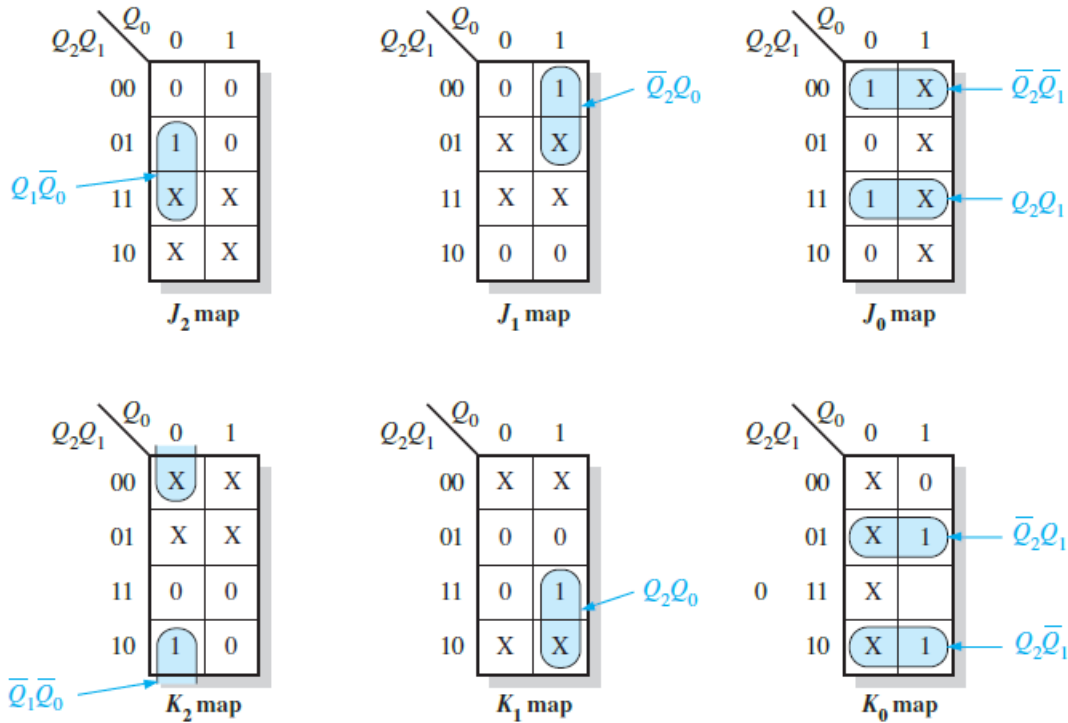 Q₀ Q₀ Q₀
Q₂Q₁ 0 1 Q₂Q₁ 0 1 Q₂Q₁ 0 1
00 0 0 00 0 1 Q̅₂Q₀ 00 1 X Q̅₂Q̅₁
01 1 0 01 X X 01 0 X
Q₁Q̅₀ 11 X X 11 X X 11 1 X Q₂Q₁
10 X X 10 0 0 10 0 X
J₂ map J₁ map J₀ map
Q₀ Q₀ Q₀
Q₂Q₁ 0 1 Q₂Q₁ 0 1 Q₂Q₁ 0 1
00 X X 00 X X 00 X 0
01 X X 01 0 0 01 X 1 Q̅₂Q₁
11 0 0 11 0 1 Q₂Q₀ 0 11 X
10 1 0 10 X X 10 X 1 Q₂Q̅₁
Q̅₁Q̅₀ K₂ map K₁ map K₀ map